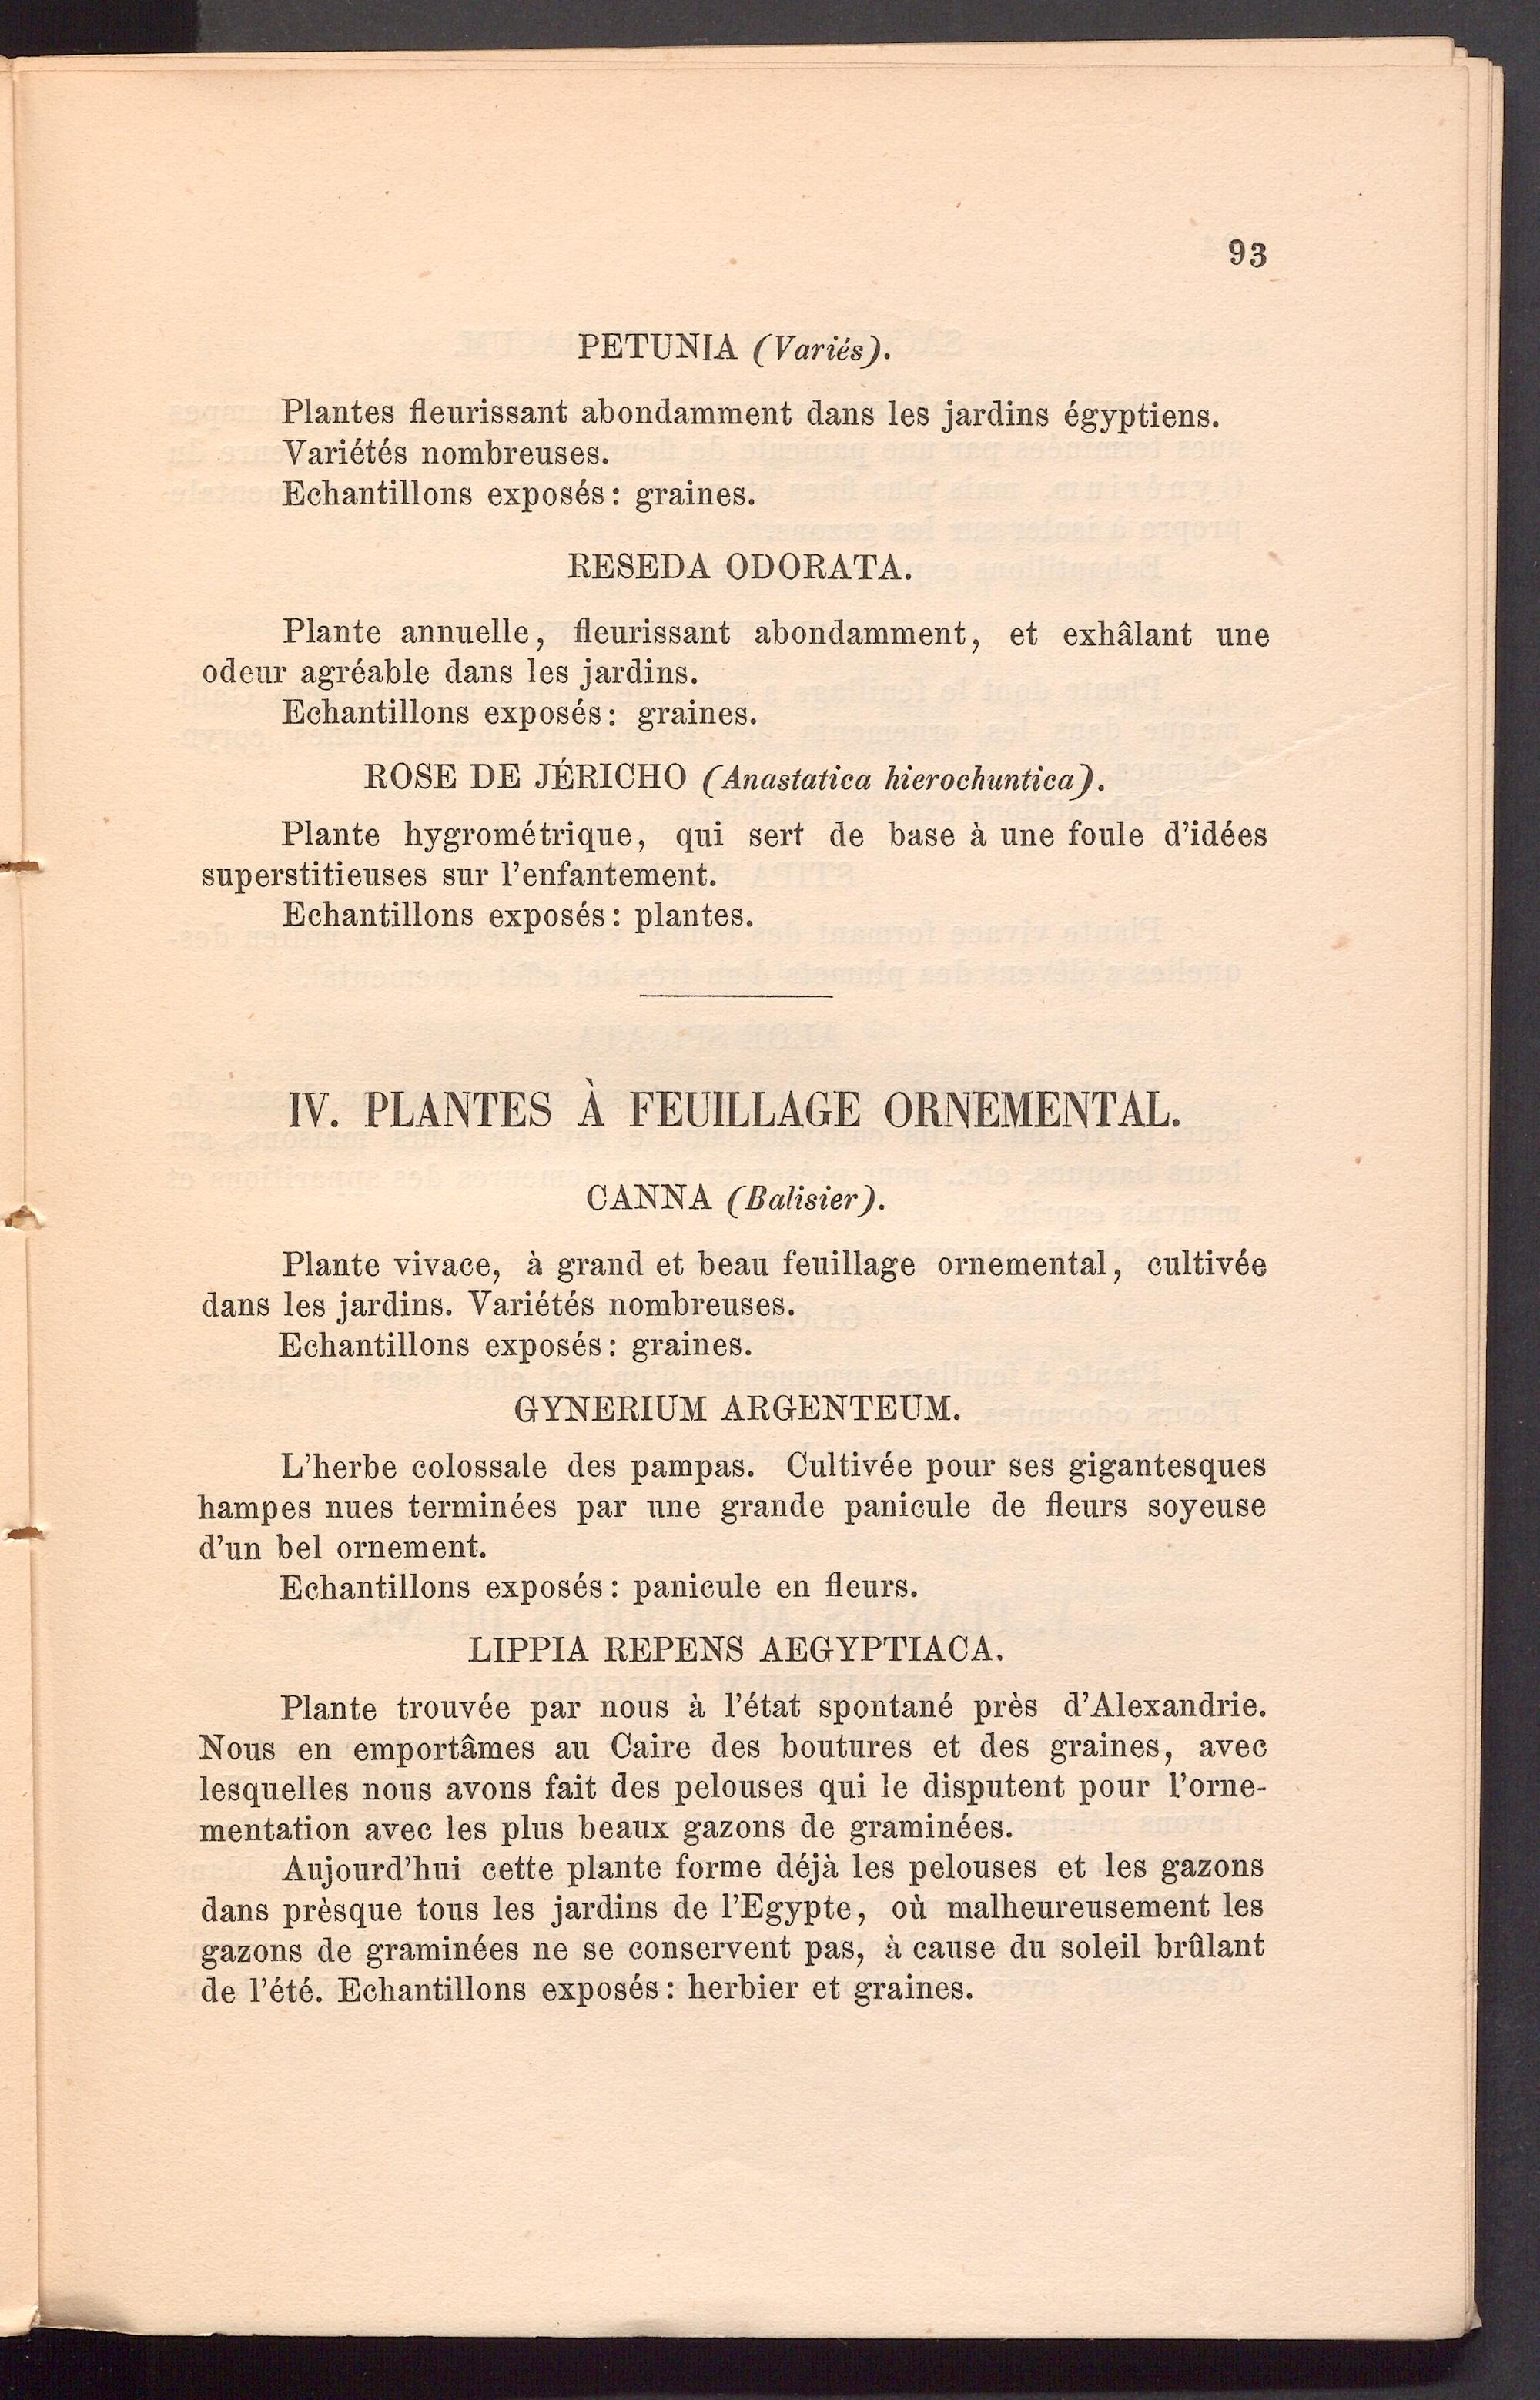 93
PETUNIA (Variés).
Plantes fleurissant abondamment dans les jardins égyptiens.
Variétés nombreuses.
Echantillons exposés: graines.
RESEDA ODORATA.
Plante annuelle, fleurissant abondamment, et exhâlant une
odeur agréable dans les jardins.
Echantillons exposés: graines.
ROSE DE JÉRICHO (Anastatica hierochuntica).
Plante hygrométrique, qui sert de base à une foule d'idées
superstitieuses sur l'enfantement.
Echantillons exposés: plantes.
IV. PLANTES À FEUILLAGE ORNEMENTAL.
CANNA (Balisier).
Plante vivace, à grand et beau feuillage ornemental, cultivée
dans les jardins. Variétés nombreuses.
Echantillons exposés: graines.
GYNERIUM ARGENTEUM.
L'herbe colossale des pampas. Cultivée pour ses gigantesques
hampes nues terminées par une grande panicule de fleurs soyeuse
d'un bel ornement.
Echantillons exposés: panicule en fleurs.
LIPPIA REPENS AEGYPTIACA.
Plante trouvée par nous à l'état spontané près d'Alexandrie.
Nous en emportâmes au Caire des boutures et des graines, avec
lesquelles nous avons fait des pelouses qui le disputent pour l'orne-
mentation avec les plus beaux gazons de graminées.
Aujourd'hui cette plante forme déjà les pelouses et les gazons
dans prèsque tous les jardins de l'Egypte, où malheureusement les
gazons de graminées ne se conservent pas, à cause du soleil brûlant
de l'été. Echantillons exposés: herbier et graines.